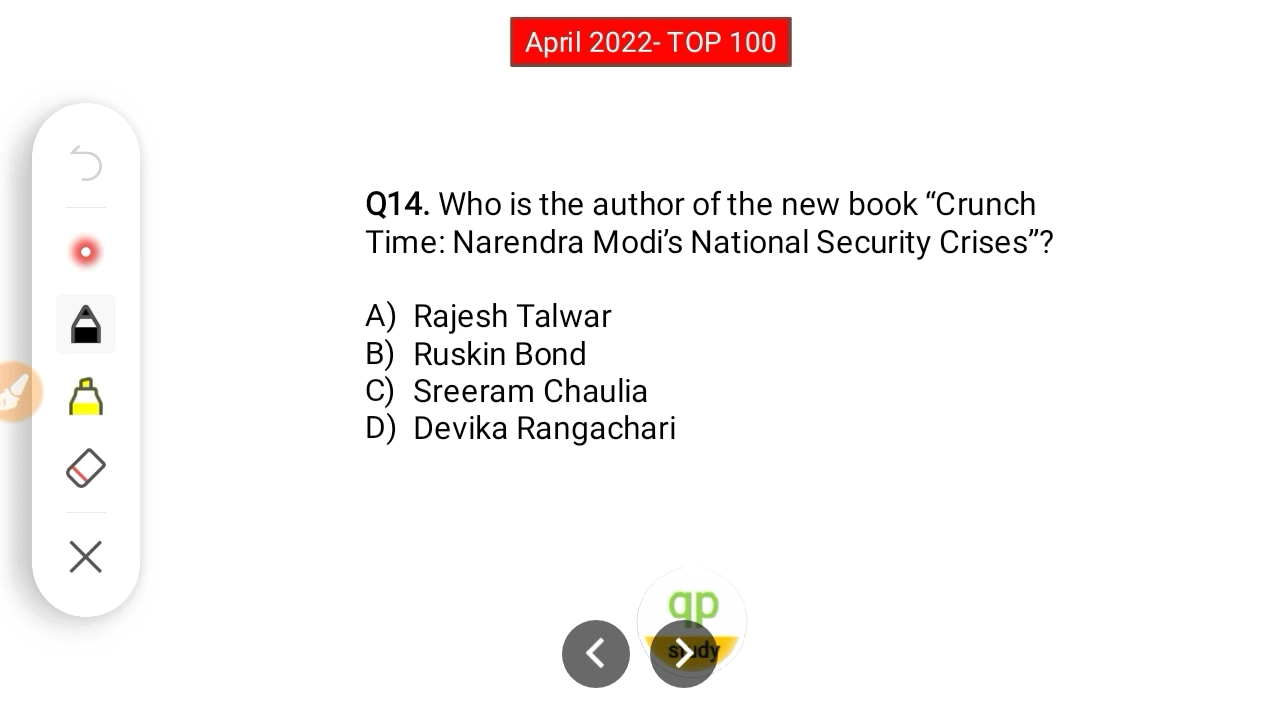 April 2022- TOP 100
Q14. Who is the author of the new book “Crunch
Time: Narendra Modi’s National Security Crises”?
A) Rajesh Talwar
B) Ruskin Bond
C) Sreeram Chaulia
D) Devika Rangachari
qp
study